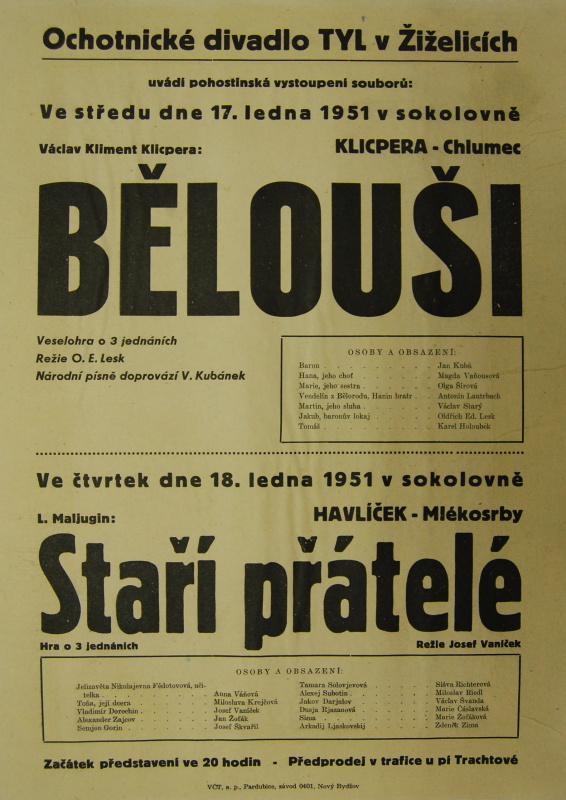 Ochotnické divadlo TYL v Žiželicích
uvádí pohostinská vystoupení souborů:
Ve středu dne 17. ledna 1951 v sokolovně
Václav Kliment Klicpera: KLICPERA - Chlumec
BĚLOUŠI
Veselohra o 3 jednáních
Režie O. E. Lesk
Národní písně doprovází V. Kubánek
OSOBY A OBSAZENÍ:
Baron . . . . . . . . Jan Kubů
Hana, jeho choť . . . . . . Magda Vaňousová
Marie, jeho sestra . . . . . . Olga Šírová
Vendelín z Bělorodu, Hanin bratr . . Antonín Lautrbach
Martin, jeho sluha . . . . . . Václav Starý
Jakub, baronův lokaj . . . . . Oldřich Ed. Lesk
Tomáš . . . . . . . . Karel Holoubek
Ve čtvrtek dne 18. ledna 1951 v sokolovně
L. Maljugin: HAVLÍČEK - Mlékosrby
Staří přátelé
Hra o 3 jednáních Režie Josef Vaníček
OSOBY A OBSAZENÍ:
Jelizavěta Nikolajevna Fědotovová, uči-
telka . . . . . . . . Anna Váňová
Toňa, její dcera . . . . . . Miloslava Krejčová
Vladimír Dorochin . . . . . Josef Vaníček
Alexander Zajcov . . . . . . Jan Žofák
Semjon Gorin . . . . . . . Josef Škvařil
Tamara Solovjevová . . . . . Sláva Richterová
Alexej Subotin . . . . . . Miloslav Riedl
Jakov Darjalov . . . . . . Václav Švanda
Dusja Rjazanová . . . . . . Marie Čáslavská
Sima . . . . . . . . Marie Žofáková
Arkadij Ljaskovskij . . . . . Zdeněk Zima
Začátek představení ve 20 hodin - Předprodej v trafice u pí Trachtové
VČT, n. p., Pardubice, závod 0401, Nový Bydžov